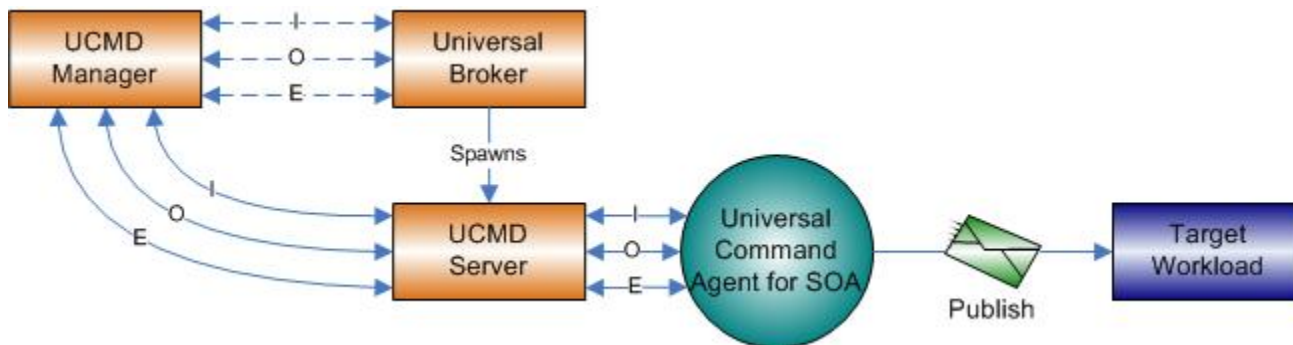 UCMD
Manager
I
O
E
Universal
Broker
Spawns
I
O
E
UCMD
Server
I
O
E
Universal
Command
Agent for SOA
Publish
Target
Workload